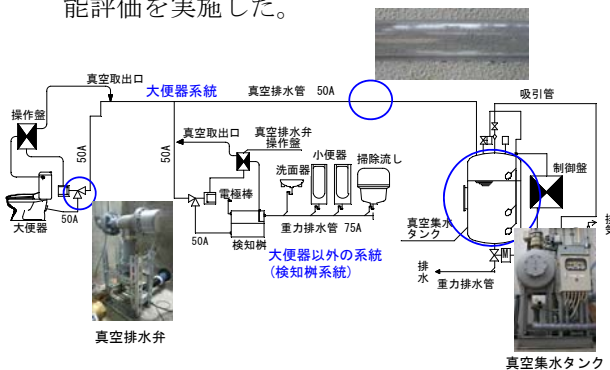 能評価を実施した。
真空取出口
大便器系統
真空排水管 50A
吸引管
操作盤
50A
50A
真空取出口
真空排水弁
操作盤
洗面器
小便器
掃除流し
制御盤
電極棒
大便器
50A
50A
検知桝
重力排水管 75A
真空集水
タンク
大便器以外の系統
(検知桝系統)
排
水
重力排水管
M
排
気
真空排水弁
真空集水タンク